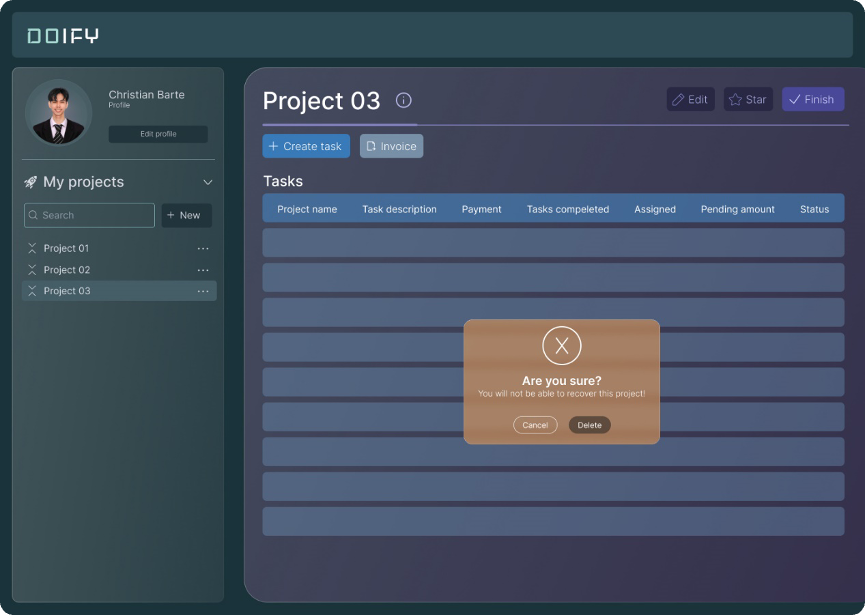 DOIFY
Christian Barte
Profile
Edit profile
My projects
Search
+ New
Project 01
Project 02
Project 03
Project 03
Edit
Star
Finish
+ Create task
Invoice
Tasks
Project name Task description Payment Tasks compeleted Assigned Pending amount Status
Are you sure?
You will not be able to recover this project!
Cancel
Delete